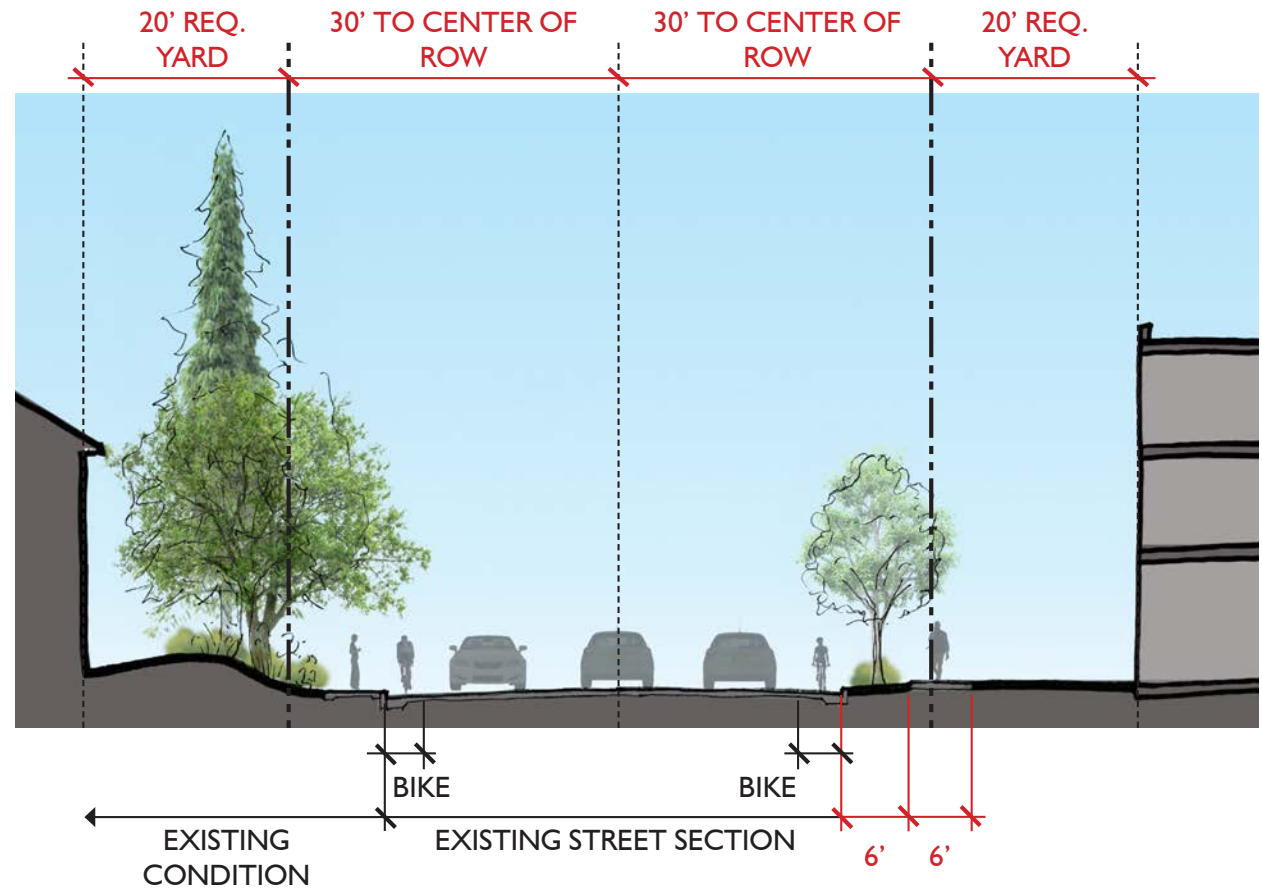 20’ REQ.
YARD
30’ TO CENTER OF
ROW
30’ TO CENTER OF
ROW
20’ REQ.
YARD
BIKE
BIKE
EXISTING
CONDITION
EXISTING STREET SECTION
6’
6’